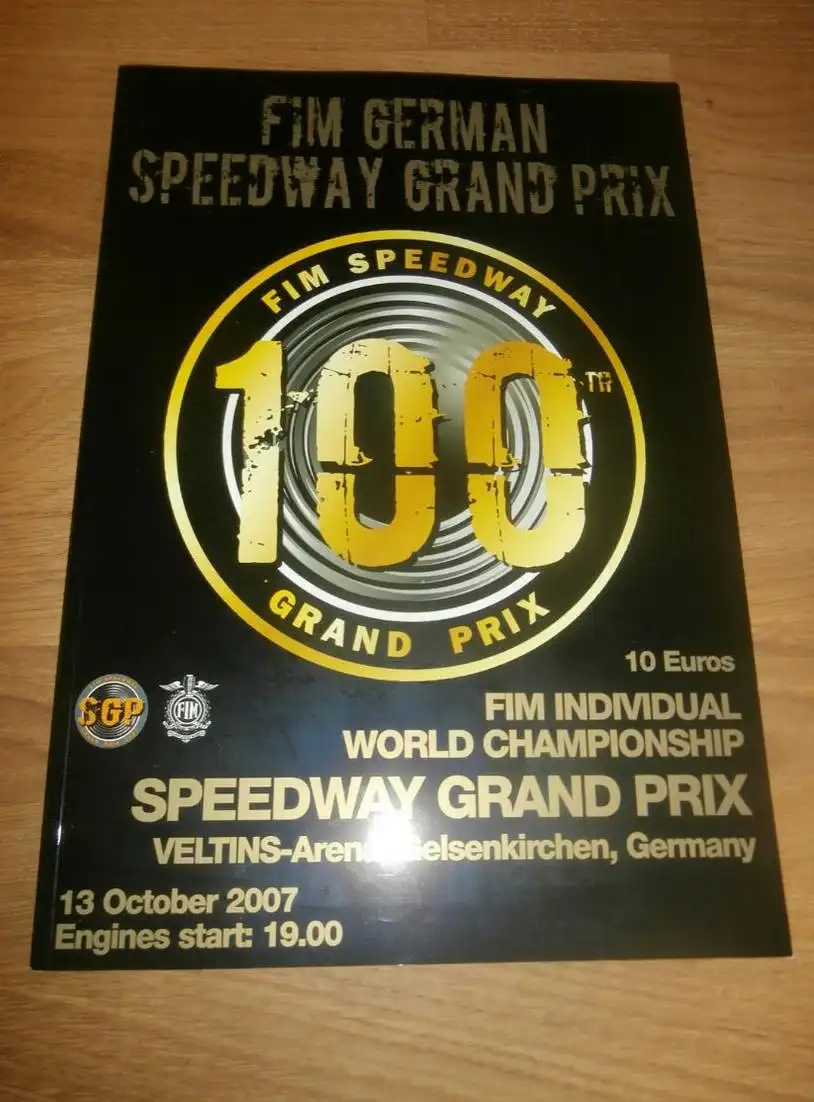 FIM GERMAN
SPEEDWAY GRAND PRIX
FIM SPEEDWAY
100TH
GRAND PRIX
10 Euros
SGP
FIM
FIM INDIVIDUAL
WORLD CHAMPIONSHIP
SPEEDWAY GRAND PRIX
VELTINS-Arena Gelsenkirchen, Germany
13 October 2007
Engines start: 19.00